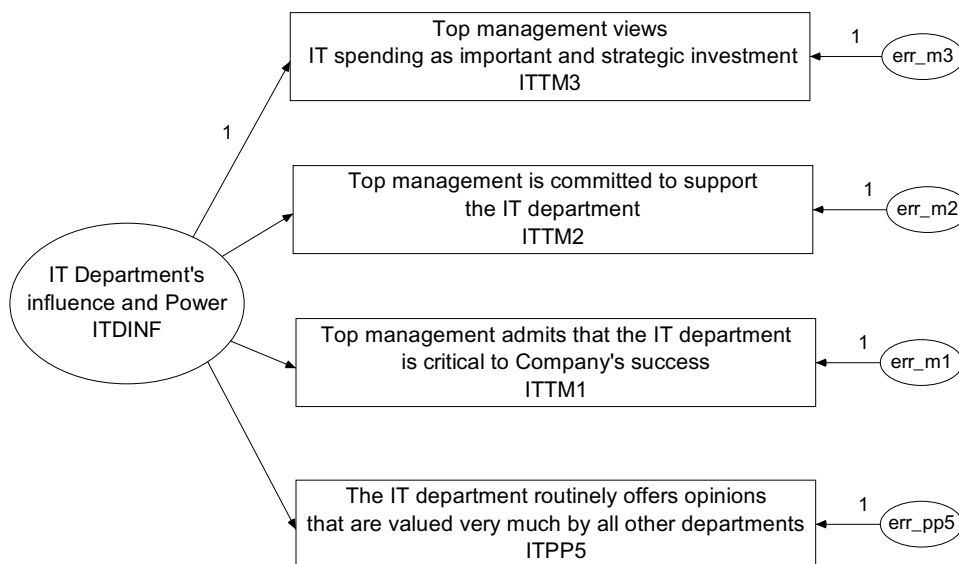 Top management views
IT spending as important and strategic investment
ITTM3
1
err_m3
1
Top management is committed to support
the IT department
ITTM2
1
err_m2
IT Department's
influence and Power
ITDINF
Top management admits that the IT department
is critical to Company's success
ITTM1
1
err_m1
The IT department routinely offers opinions
that are valued very much by all other departments
ITPP5
1
err_pp5